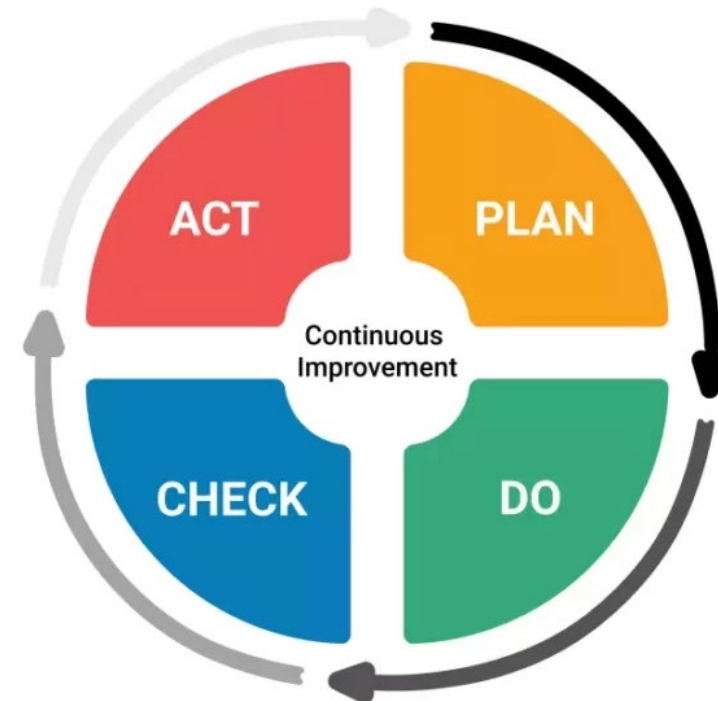 ACT
PLAN
Continuous
Improvement
CHECK
DO